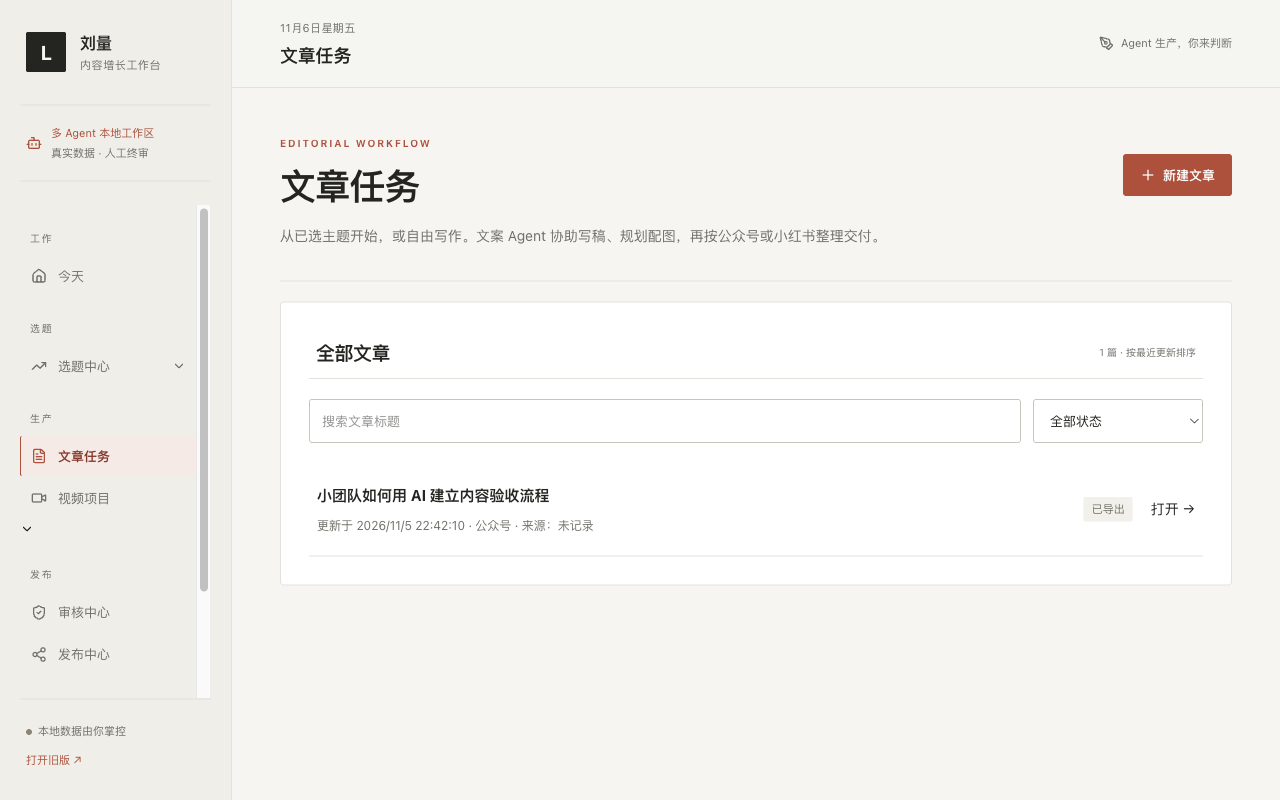 L
刘量
内容增长工作台
多 Agent 本地工作区
真实数据 · 人工终审
工作
今天
选题
选题中心
生产
文章任务
视频项目
发布
审核中心
发布中心
本地数据由你掌控
打开旧版 ↗
11月6日星期五
文章任务
Agent 生产，你来判断
EDITORIAL WORKFLOW
文章任务
+ 新建文章
从已选主题开始，或自由写作。文案 Agent 协助写稿、规划配图，再按公众号或小红书整理交付。
全部文章
1 篇 · 按最近更新排序
搜索文章标题
全部状态
小团队如何用 AI 建立内容验收流程
更新于 2026/11/5 22:42:10 · 公众号 · 来源：未记录
已导出
打开 →